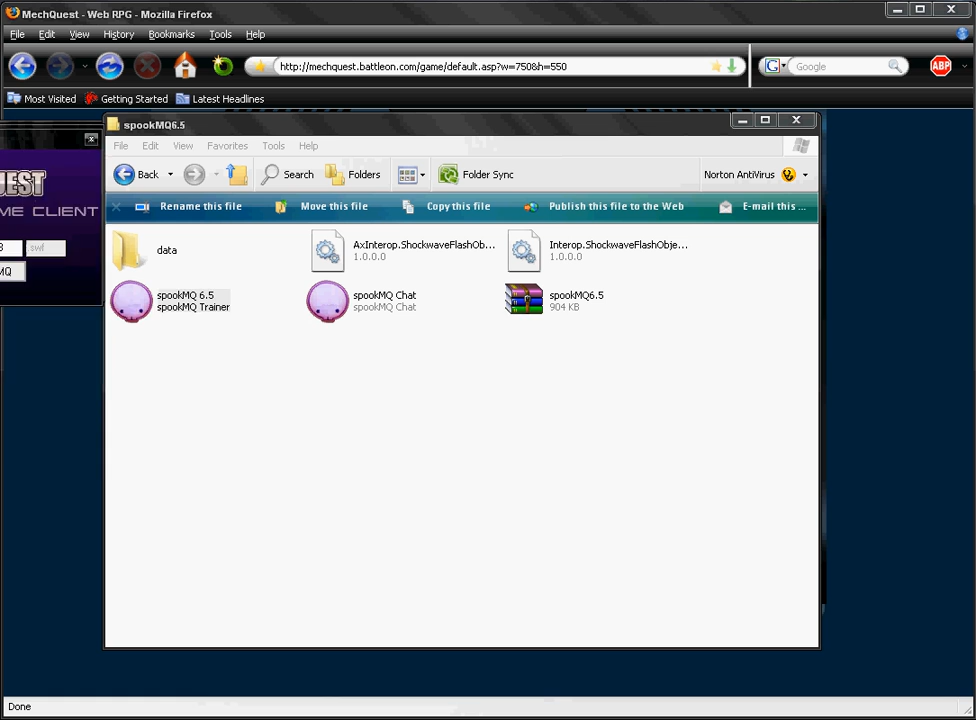 MechQuest - Web RPG - Mozilla Firefox
File Edit View History Bookmarks Tools Help
http://mechquest.battleon.com/game/default.asp?w=750&h=550
Google
ABP
Most Visited Getting Started Latest Headlines
spookMQ6.5
File Edit View Favorites Tools Help
Back Search Folders Folder Sync Norton AntiVirus
Rename this file Move this file Copy this file Publish this file to the Web E-mail this ...
EST
ME CLIENT
3 swf
MQ
data
AxInterop.ShockwaveFlashOb...
1.0.0.0
Interop.ShockwaveFlashObje...
1.0.0.0
spookMQ 6.5
spookMQ Trainer
spookMQ Chat
spookMQ Chat
spookMQ6.5
904 KB
Done